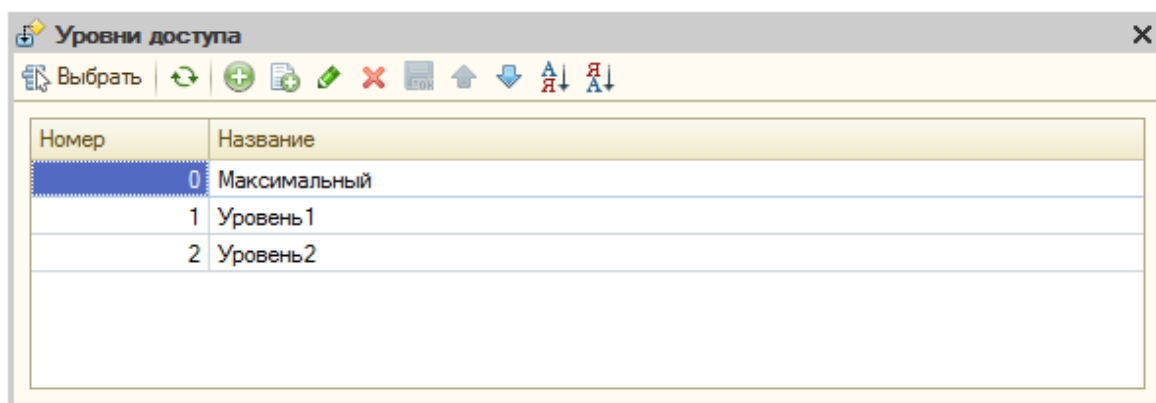 Уровни доступа
Выбрать
Номер Название
0 Максимальный
1 Уровень1
2 Уровень2